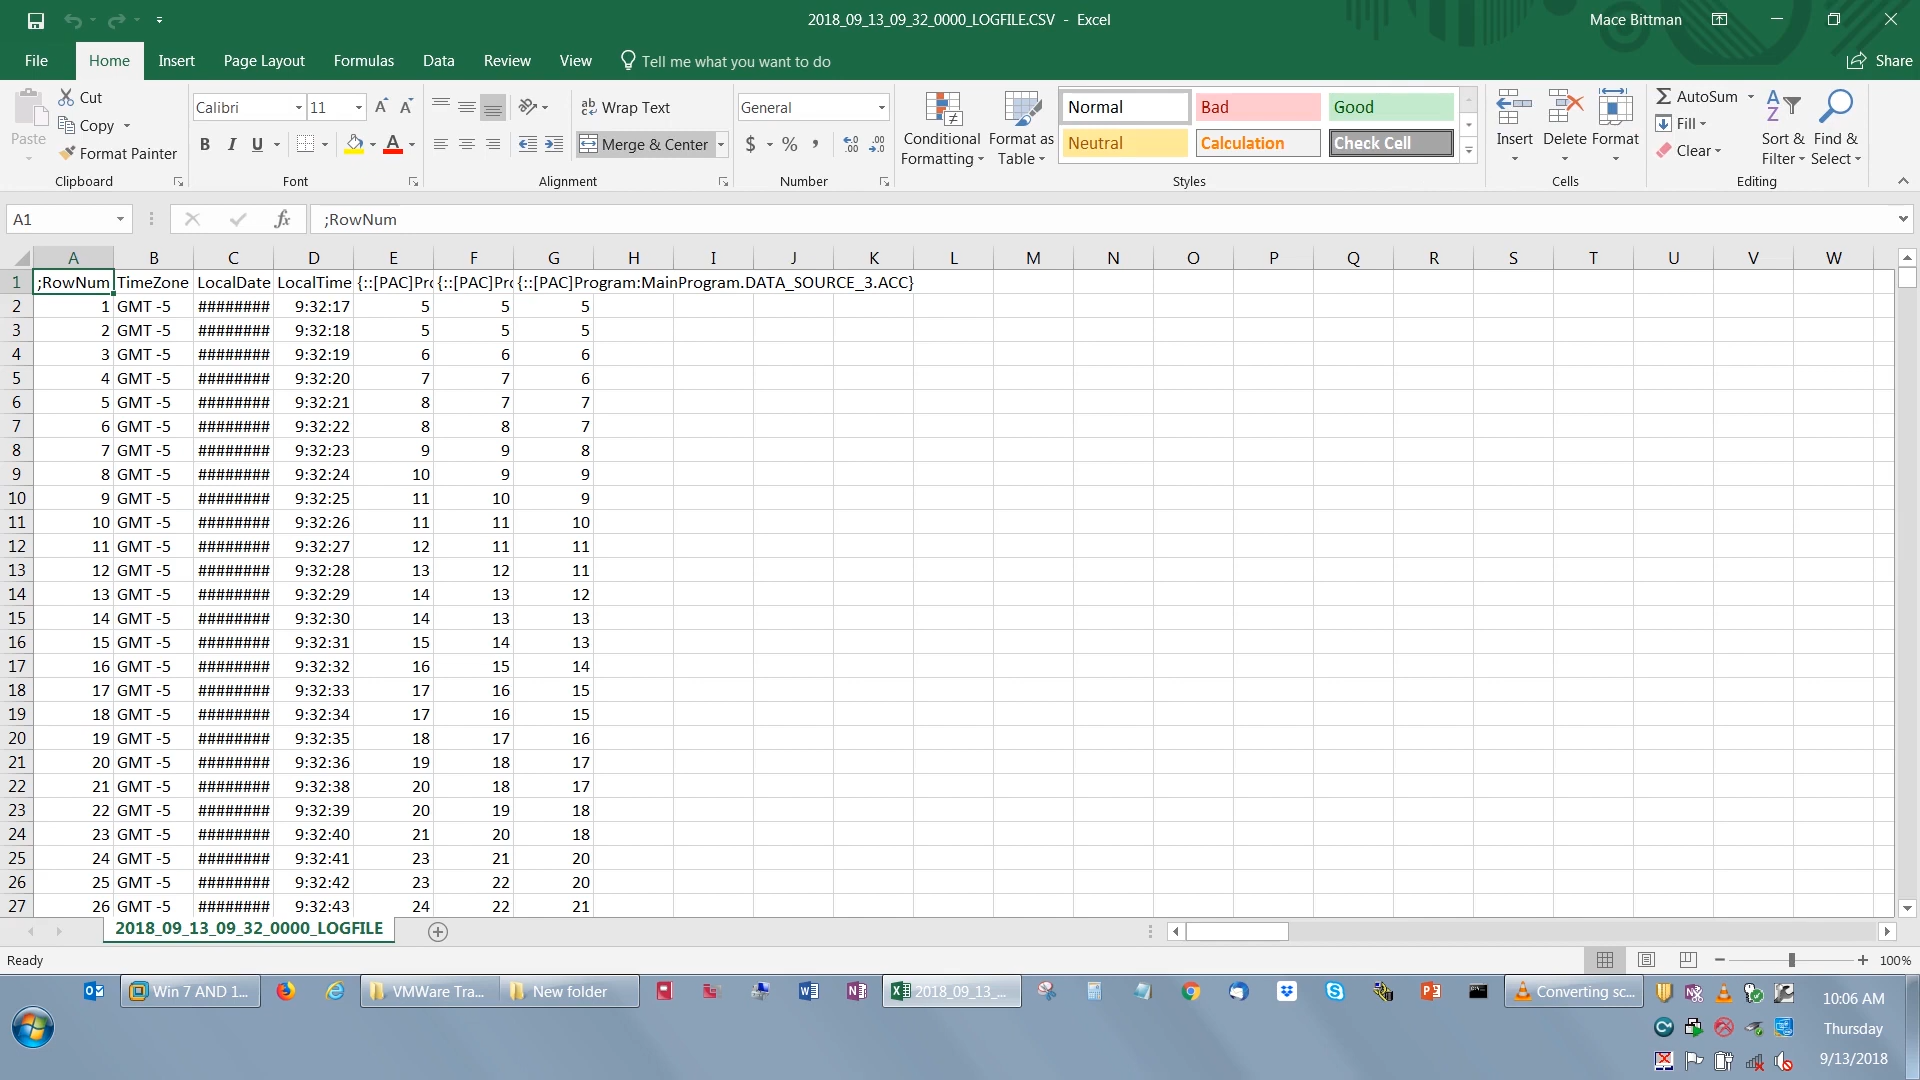 2018_09_13_09_32_0000_LOGFILE.CSV - Excel
Mace Bittman
File Home Insert Page Layout Formulas Data Review View Tell me what you want to do Share
Paste Cut Copy Format Painter Clipboard
Calibri 11 B I U Font
Wrap Text Merge & Center Alignment
General $ % , Number
Conditional Formatting Format as Table
Normal Bad Good
Neutral Calculation Check Cell
Styles
Insert Delete Format Cells
AutoSum Fill Clear Sort & Filter Find & Select Editing
A1 fx ;RowNum
A B C D E F G H I J K L M N O P Q R S T U V W
1 ;RowNum TimeZone LocalDate LocalTime {::[PAC]Pro {::[PAC]Pro {::[PAC]Program:MainProgram.DATA_SOURCE_3.ACC}
2 1 GMT -5 ######## 9:32:17 5 5 5
3 2 GMT -5 ######## 9:32:18 5 5 5
4 3 GMT -5 ######## 9:32:19 6 6 6
5 4 GMT -5 ######## 9:32:20 7 7 6
6 5 GMT -5 ######## 9:32:21 8 7 7
7 6 GMT -5 ######## 9:32:22 8 8 7
8 7 GMT -5 ######## 9:32:23 9 9 8
9 8 GMT -5 ######## 9:32:24 10 9 9
10 9 GMT -5 ######## 9:32:25 11 10 9
11 10 GMT -5 ######## 9:32:26 11 11 10
12 11 GMT -5 ######## 9:32:27 12 11 11
13 12 GMT -5 ######## 9:32:28 13 12 11
14 13 GMT -5 ######## 9:32:29 14 13 12
15 14 GMT -5 ######## 9:32:30 14 13 13
16 15 GMT -5 ######## 9:32:31 15 14 13
17 16 GMT -5 ######## 9:32:32 16 15 14
18 17 GMT -5 ######## 9:32:33 17 16 15
19 18 GMT -5 ######## 9:32:34 17 16 15
20 19 GMT -5 ######## 9:32:35 18 17 16
21 20 GMT -5 ######## 9:32:36 19 18 17
22 21 GMT -5 ######## 9:32:38 20 18 17
23 22 GMT -5 ######## 9:32:39 20 19 18
24 23 GMT -5 ######## 9:32:40 21 20 18
25 24 GMT -5 ######## 9:32:41 23 21 20
26 25 GMT -5 ######## 9:32:42 23 22 20
27 26 GMT -5 ######## 9:32:43 24 22 21
2018_09_13_09_32_0000_LOGFILE
Ready 100%
Win 7 AND 1... VMWare Tra... New folder 2018_09_13_... Converting sc...
10:06 AM
Thursday
9/13/2018